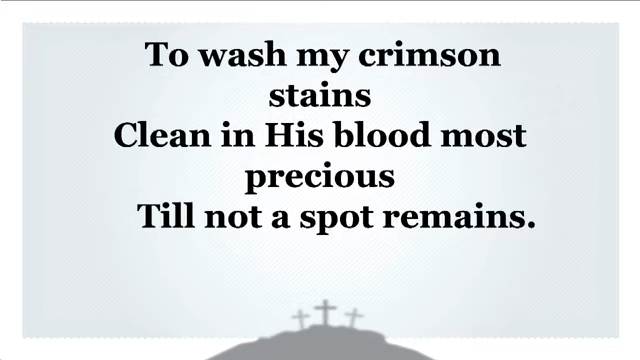 To wash my crimson
stains
Clean in His blood most
precious
Till not a spot remains.